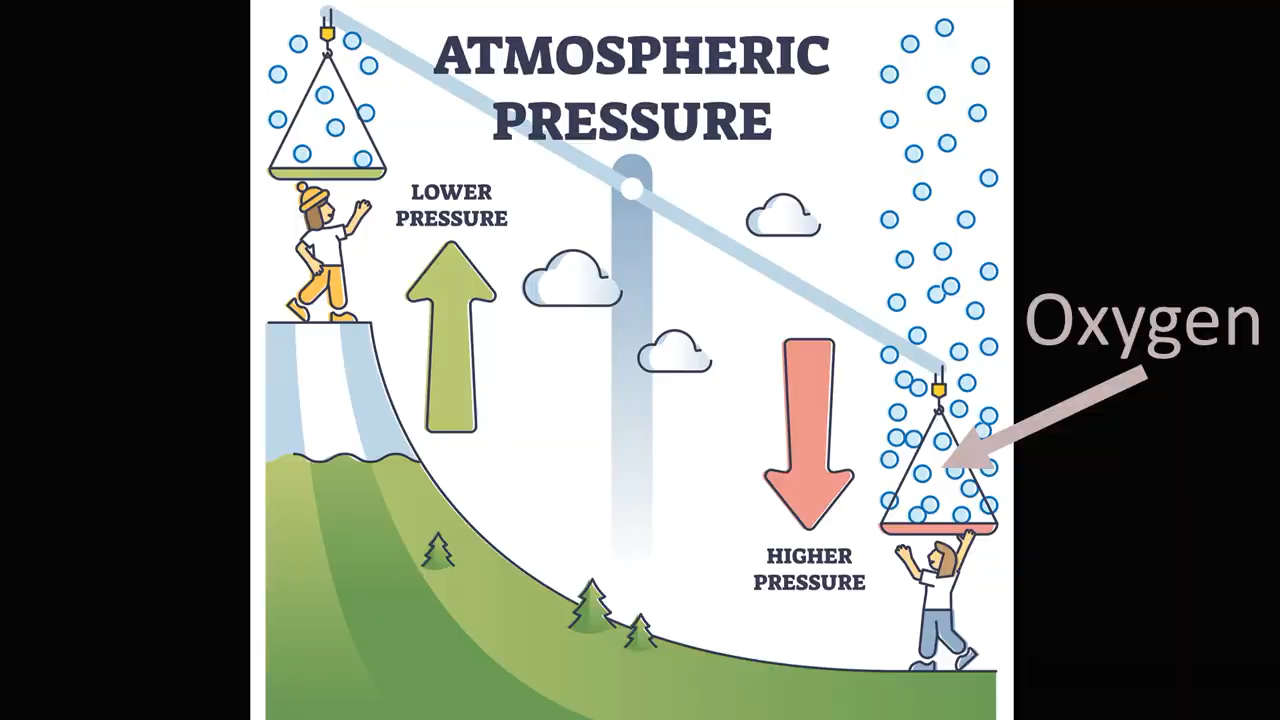 ATMOSPHERIC
PRESSURE
LOWER
PRESSURE
Oxygen
HIGHER
PRESSURE